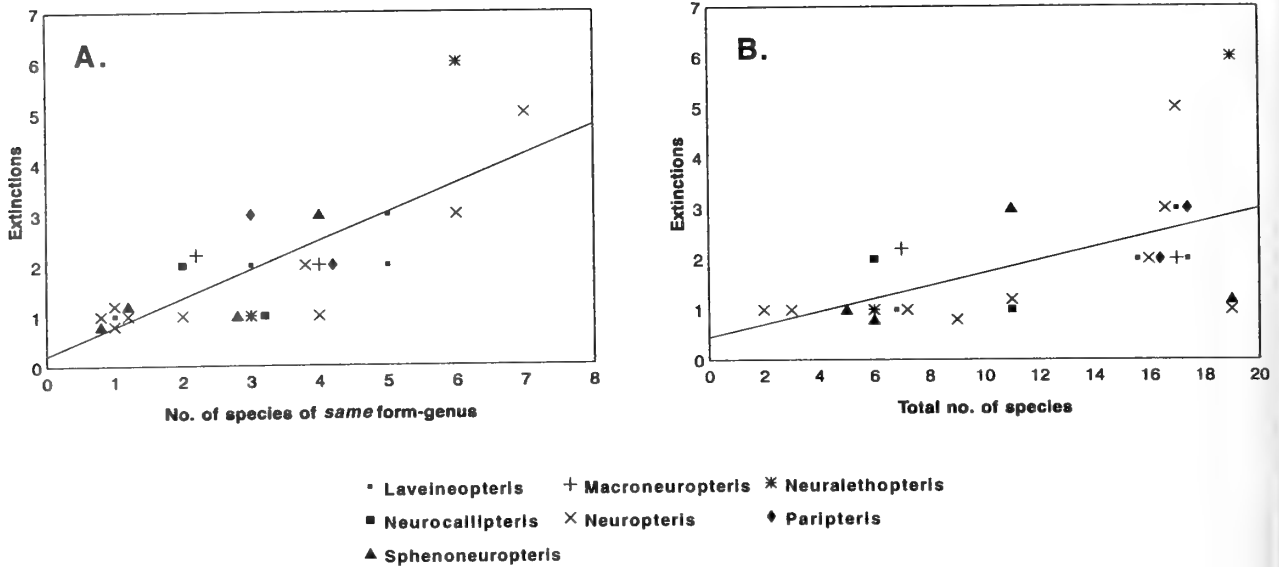 A.
7
6
5
4
3
2
1
0
Extinctions
0 1 2 3 4 5 6 7 8
No. of species of same form-genus
B.
7
6
5
4
3
2
1
0
Extinctions
0 2 4 6 8 10 12 14 16 18 20
Total no. of species
Laveineopteris Macroneuropteris Neuralethopteris
Neurocallipteris Neuropteris Paripteris
Sphenoneuropteris